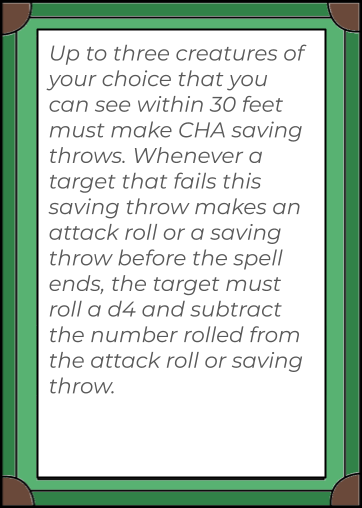 Up to three creatures of
your choice that you
can see within 30 feet
must make CHA saving
throws. Whenever a
target that fails this
saving throw makes an
attack roll or a saving
throw before the spell
ends, the target must
roll a d4 and subtract
the number rolled from
the attack roll or saving
throw.